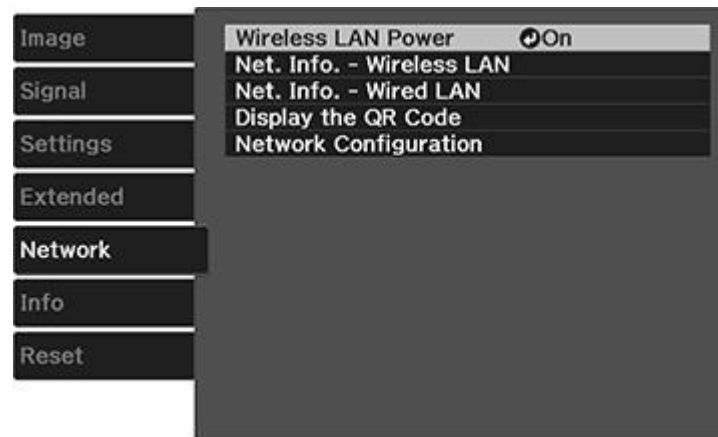 Image
Signal
Settings
Extended
Network
Info
Reset
Wireless LAN Power On
Net. Info. - Wireless LAN
Net. Info. - Wired LAN
Display the QR Code
Network Configuration